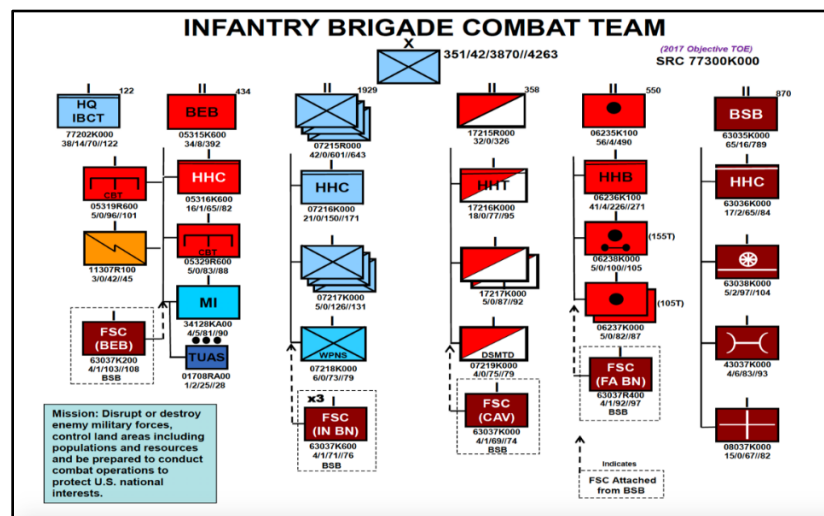 INFANTRY BRIGADE COMBAT TEAM
X
351/42/3870//4263
(2017 Objective TOE)
SRC 77300K000
I
122
HQ
IBCT
77202K000
38/14/70//122
II
434
BEB
05315K600
34/8/392
CBT
05319R600
5/0/96//101
11307R100
3/0/42//45
I
FSC
(BEB)
63037K200
4/1/103//108
BSB
I
HHC
05316K600
16/1/65//82
I
CBT
05329R600
5/0/83//88
I
MI
34128KA00
4/5/81//90
TUAS
01708RA00
1/2/25//28
II
1929
07215R000
42/0/601//643
I
HHC
07216K000
21/0/150//171
I
07217K000
5/0/126//131
I
WPNS
07218K000
6/0/73//79
x3
I
FSC
(IN BN)
63037K600
4/1/71//76
BSB
II
358
17215R000
32/0/326
I
HHT
17216K000
18/0/77//95
I
17217K000
5/0/87//92
I
DSMTD
07219K000
4/0/75//79
I
FSC
(CAV)
63037K000
4/1/69//74
BSB
II
550
06235K100
56/4/490
I
HHB
06236K100
41/4/226//271
I
(155T)
06238K000
5/0/100//105
I
(105T)
06237K000
5/0/82//87
I
FSC
(FA BN)
63037R400
4/1/92//97
BSB
Indicates
FSC Attached
from BSB
II
870
BSB
63035K000
65/16/789
I
HHC
63036K000
17/2/65//84
I
63038K000
5/2/97//104
I
43037K000
4/6/83//93
I
08037K000
15/0/67//82
Mission: Disrupt or destroy
enemy military forces,
control land areas including
populations and resources
and be prepared to conduct
combat operations to
protect U.S. national
interests.